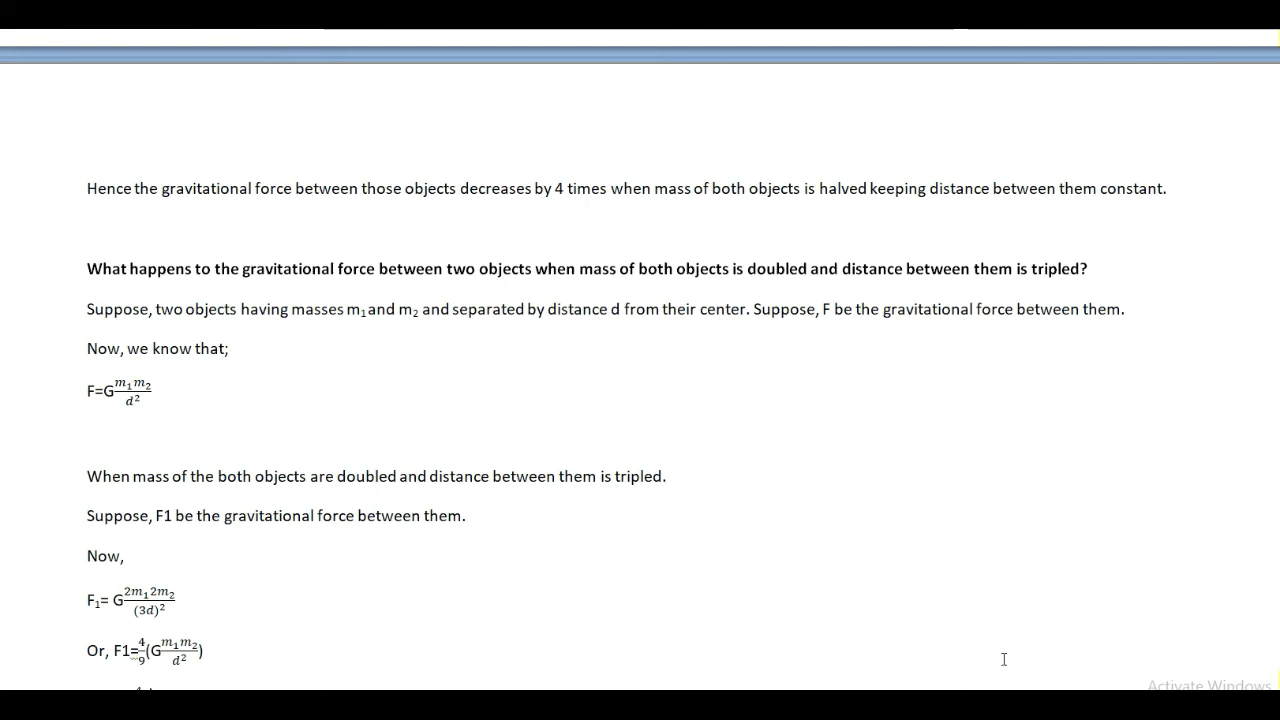 Hence the gravitational force between those objects decreases by 4 times when mass of both objects is halved keeping distance between them constant.
What happens to the gravitational force between two objects when mass of both objects is doubled and distance between them is tripled?
Suppose, two objects having masses m₁and m₂ and separated by distance d from their center. Suppose, F be the gravitational force between them.
Now, we know that;
F=G m₁m₂/d²
When mass of the both objects are doubled and distance between them is tripled.
Suppose, F1 be the gravitational force between them.
Now,
F₁= G 2m₁2m₂/(3d)²
Or, F1=4/9(G m₁m₂/d²)
Activate Windows